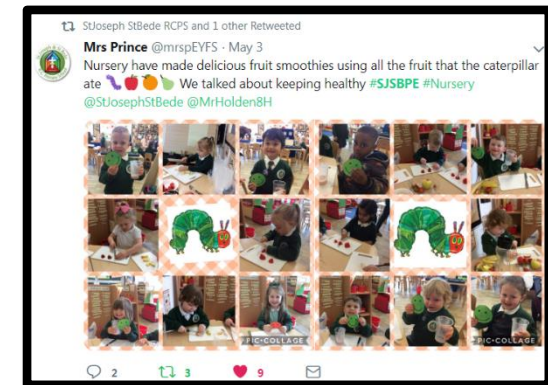 StJoseph StBede RCPS and 1 other Retweeted
Mrs Prince @mrspEYFS · May 3
Nursery have made delicious fruit smoothies using all the fruit that the caterpillar
ate 🐛🍎🍊🍐 We talked about keeping healthy #SJSBPE #Nursery
@StJosephStBede @MrHolden8H
PIC•COLLAGE PIC•COLLAGE
2 3 9